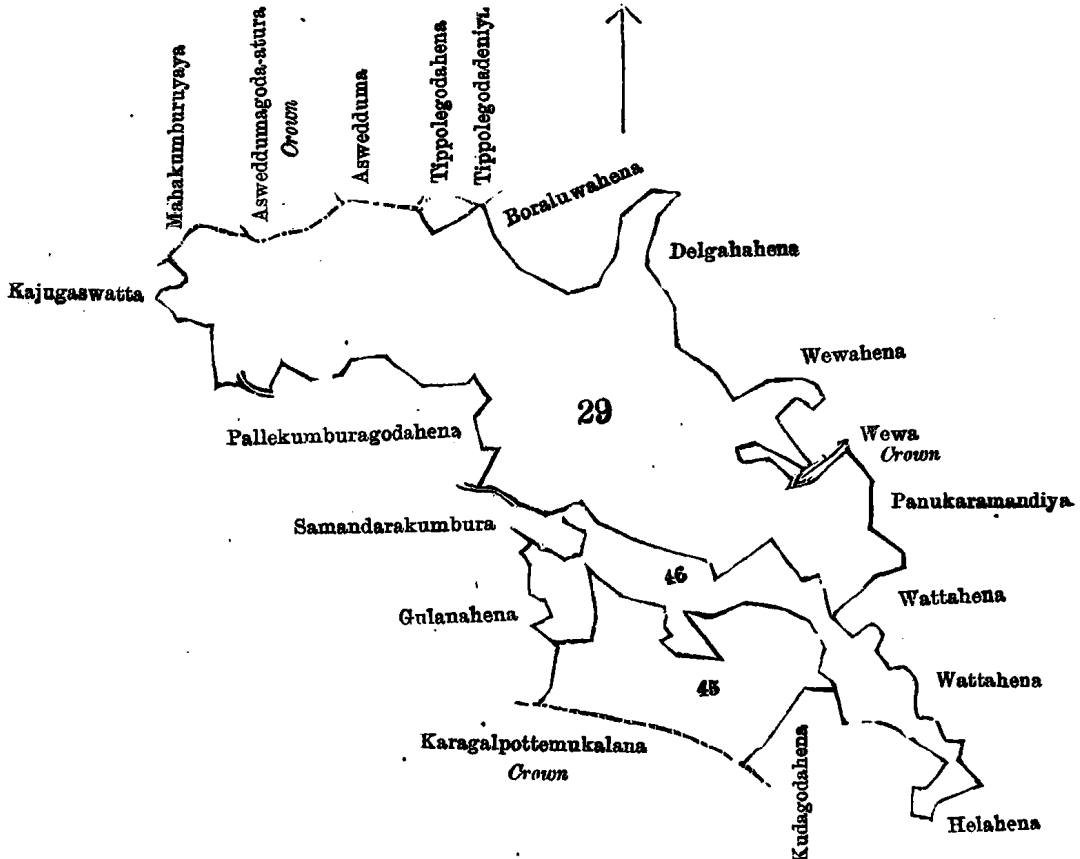 Mahakumburuyaya
Asweddumagoda-atura
Crown
Aswedduma
Tippolegodahena
Tippolegodadeniya
Boraluwahena
Delgahahena
Kajugaswatta
Wewahena
29
Pallekumburagodahena
Wewa
Crown
Panukaramandiya
Samandarakumbura
46
Wattahena
Gulanahena
45
Wattahena
Karagalpottemukalana
Crown
Kudagodahena
Helahena